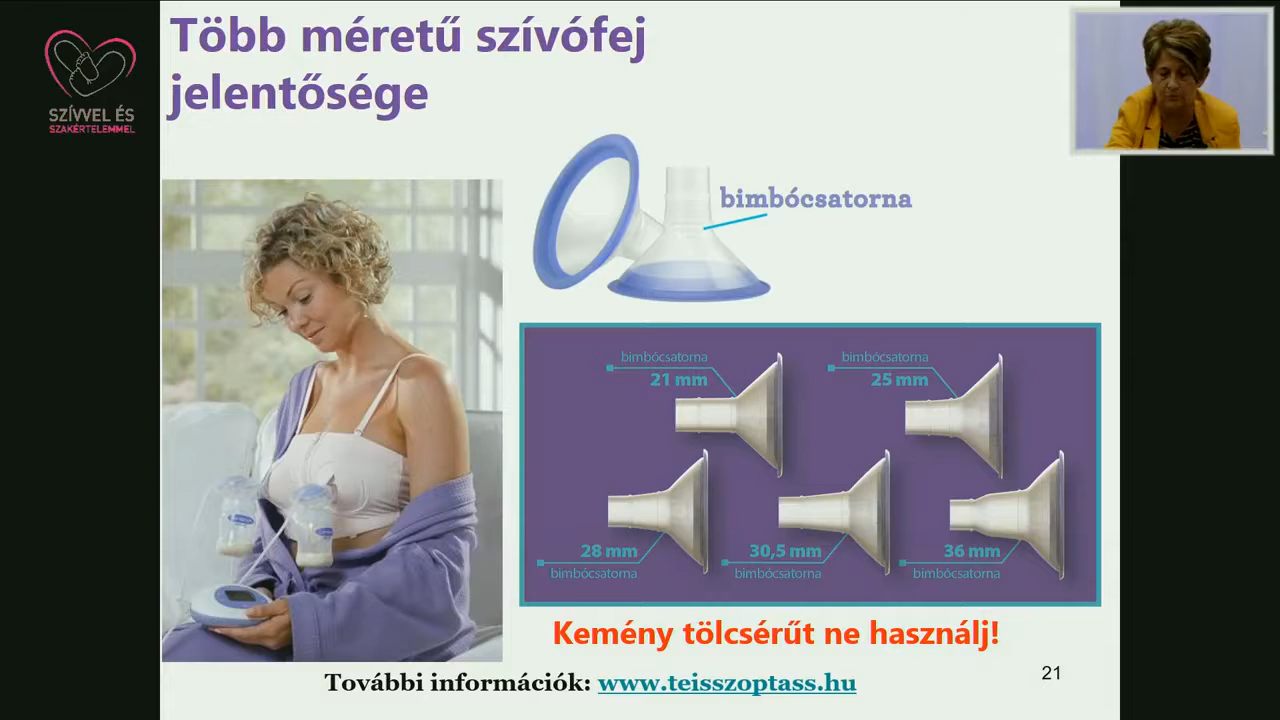 SZÍVVEL ÉS
SZAKÉRTELEMMEL
Több méretű szívófej
jelentősége
bimbócsatorna
bimbócsatorna
21 mm
bimbócsatorna
25 mm
28 mm
bimbócsatorna
30,5 mm
bimbócsatorna
36 mm
bimbócsatorna
Kemény tölcsérűt ne használj!
További információk: www.teisszoptass.hu
21